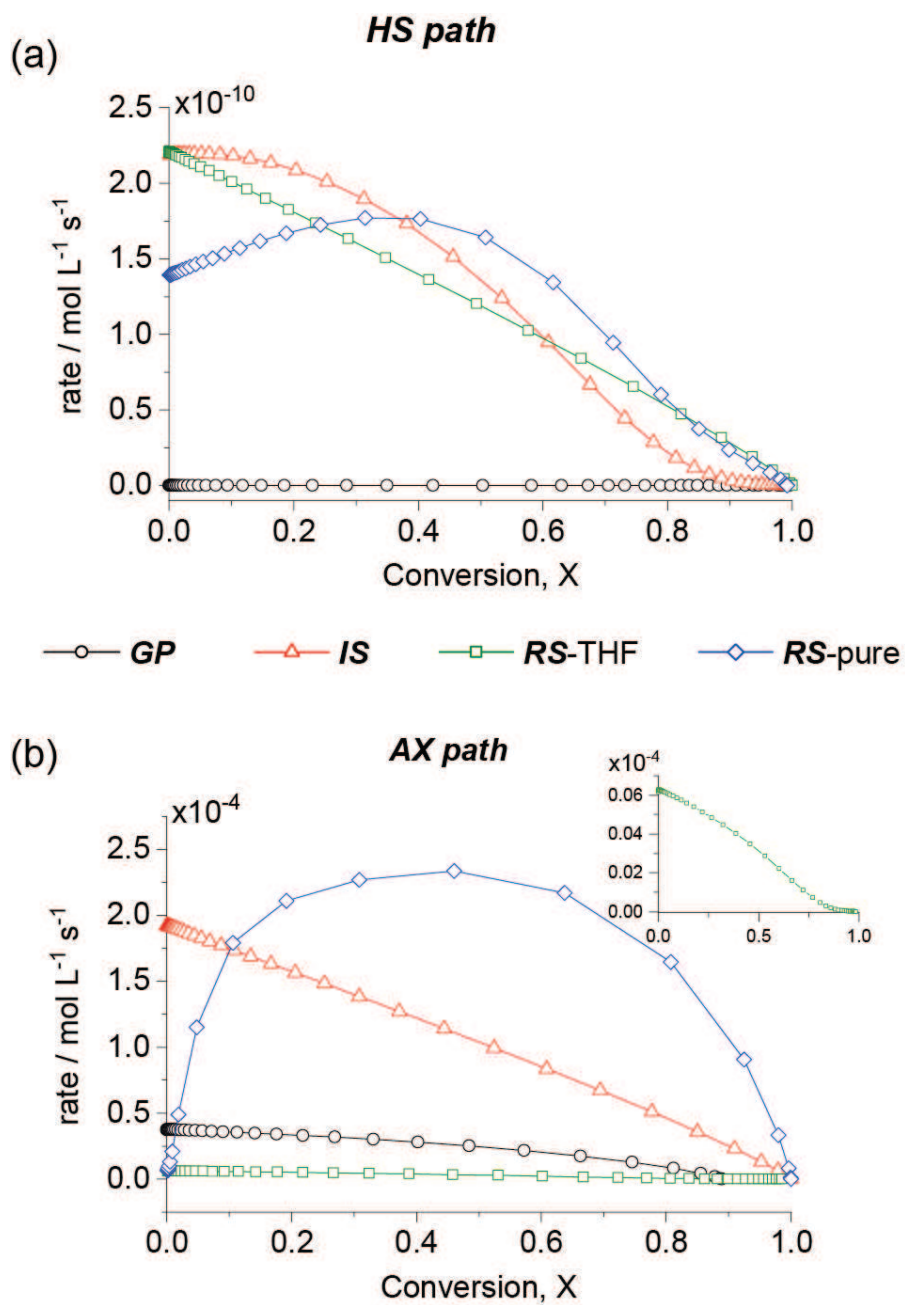 HS path
(a)
x10-10
2.5
2.0
1.5
1.0
0.5
0.0
rate / mol L-1 s-1
0.0 0.2 0.4 0.6 0.8 1.0
Conversion, X
GP IS RS-THF RS-pure
(b)
AX path
x10-4
2.5
2.0
1.5
1.0
0.5
0.0
rate / mol L-1 s-1
0.0 0.2 0.4 0.6 0.8 1.0
Conversion, X
x10-4
0.06
0.04
0.02
0.00
0.0 0.5 1.0